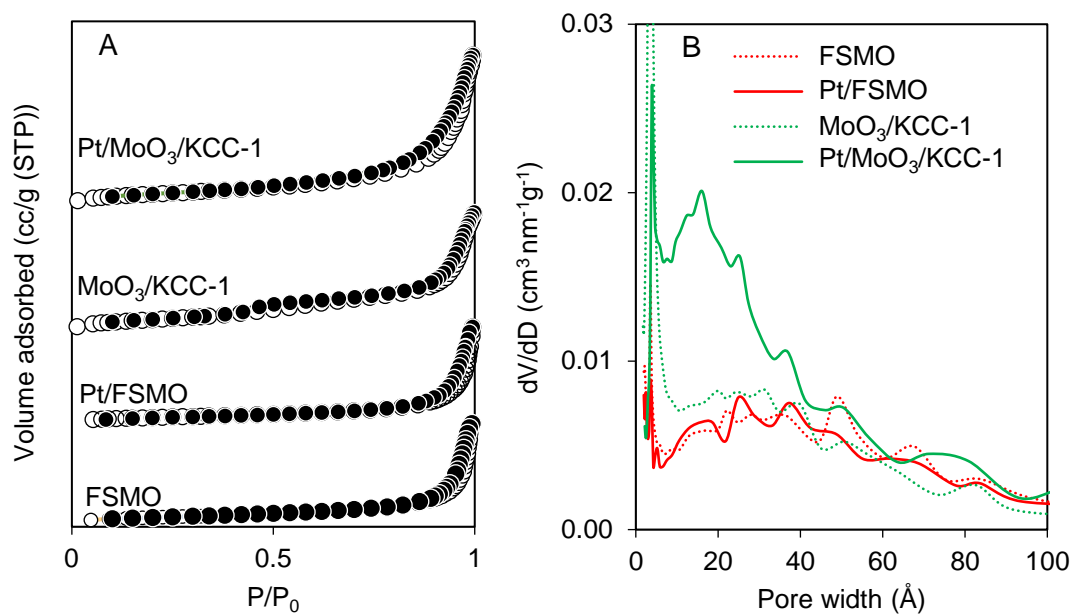 A
Volume adsorbed (cc/g (STP))
Pt/MoO₃/KCC-1
MoO₃/KCC-1
Pt/FSMO
FSMO
0
0.5
1
P/P₀
B
dV/dD (cm³ nm⁻¹g⁻¹)
0.03
0.02
0.01
0.00
FSMO
Pt/FSMO
MoO₃/KCC-1
Pt/MoO₃/KCC-1
0
20
40
60
80
100
Pore width (Å)